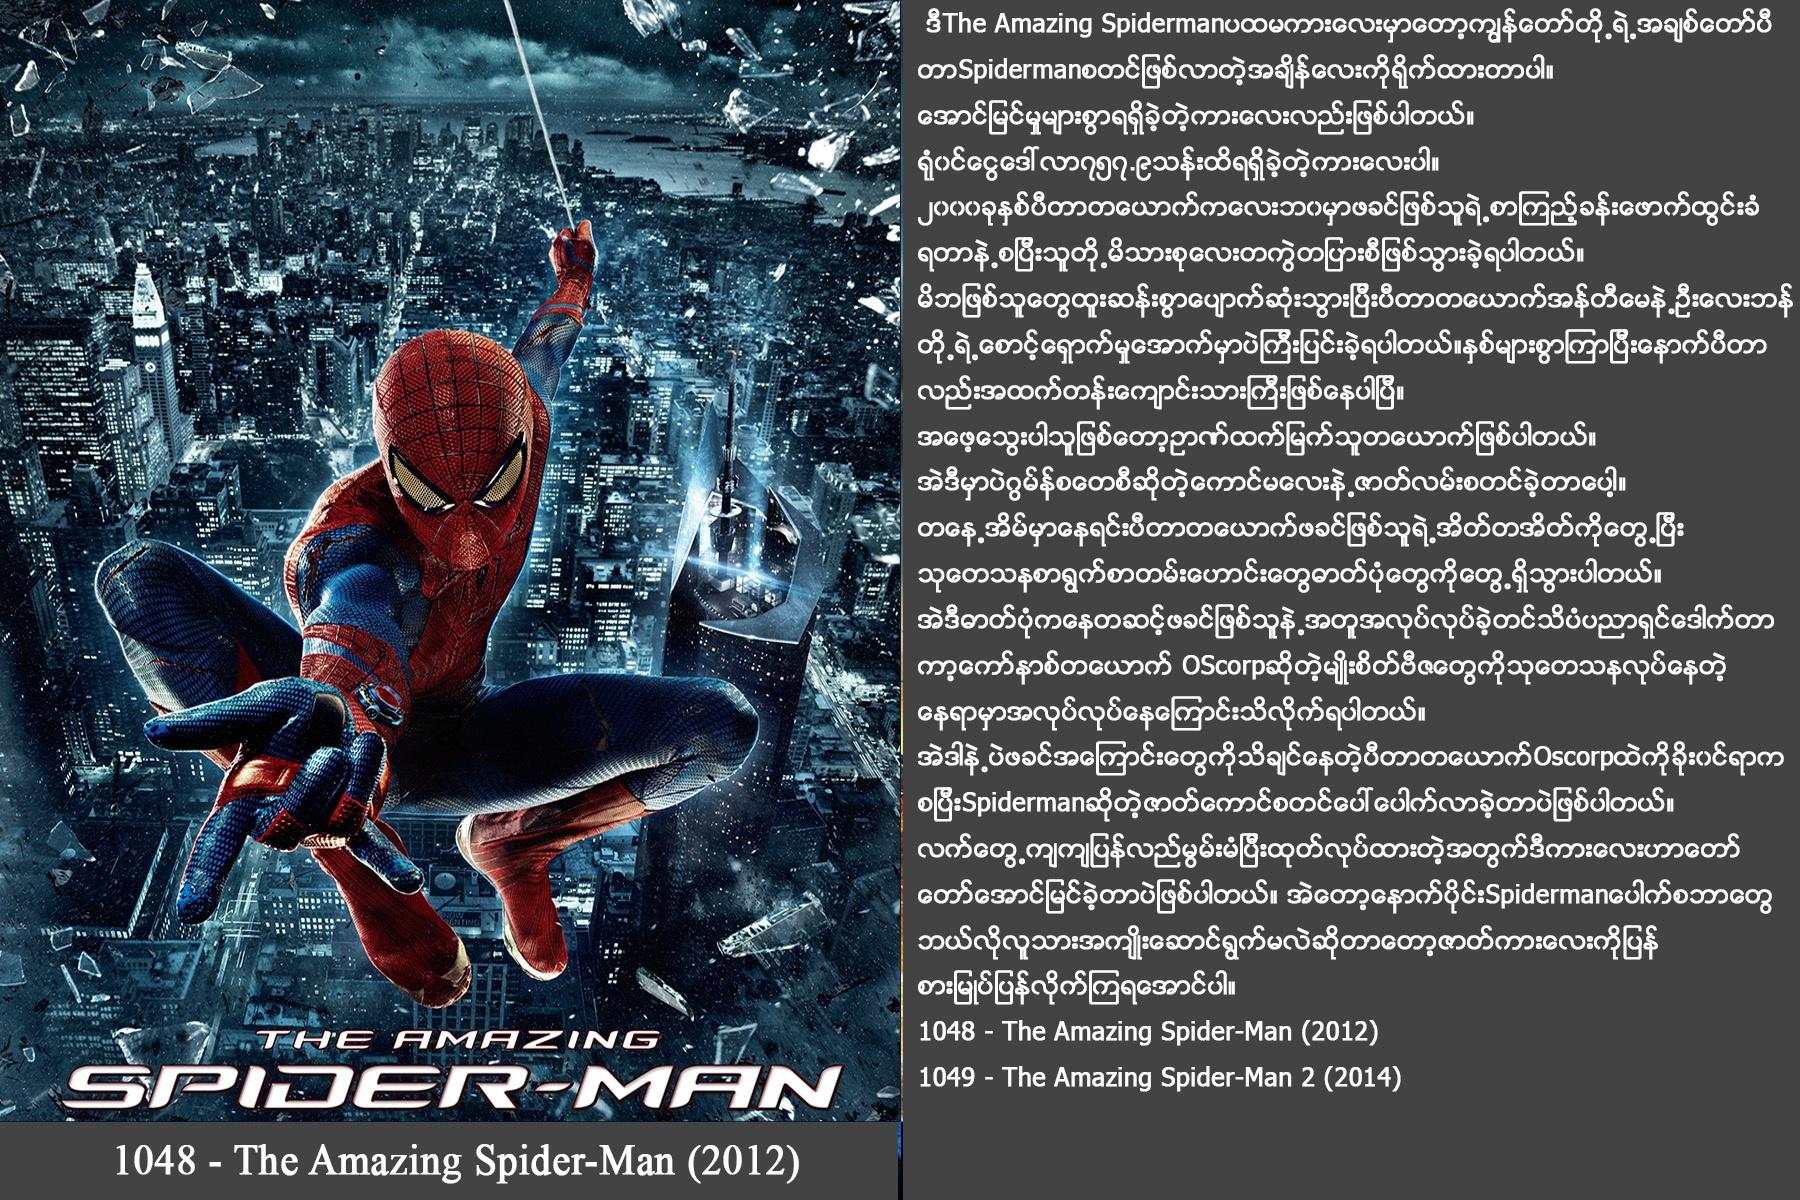 THE AMAZING
SPIDER-MAN
1048 - The Amazing Spider-Man (2012)
ဒီThe Amazing Spidermanပထမကားလေးမှာတော့ကျွန်တော်တို့ရဲ့အချစ်တော်ပီ
တာSpidermanစတင်ဖြစ်လာတဲ့အချိန်လေးကိုရိုက်ထားတာပါ။
အောင်မြင်မှုများစွာရရှိခဲ့တဲ့ကားလေးလည်းဖြစ်ပါတယ်။
ရုံဝင်ငွေဒေါ်လာ၇၅၇.၉သန်းထိရရှိခဲ့တဲ့ကားလေးပါ။
၂၀၀၀ခုနှစ်ပီတာတယောက်ကလေးဘ၀မှာဖခင်ဖြစ်သူရဲ့စာကြည့်ခန်းဖောက်ထွင်းခံ
ရတာနဲ့စပြီးသူတို့မိသားစုလေးတကွဲတပြားစီဖြစ်သွားခဲ့ရပါတယ်။
မိဘဖြစ်သူတွေထူးဆန်းစွာပျောက်ဆုံးသွားပြီးပီတာတယောက်အန်တီမေနဲ့ဦးလေးဘန်
တို့ရဲ့စောင့်ရှောက်မှုအောက်မှာပဲကြီးပြင်းခဲ့ရပါတယ်။နှစ်များစွာကြာပြီးနောက်ပီတာ
လည်းအထက်တန်းကျောင်းသားကြီးဖြစ်နေပါပြီ။
အဖေ့သွေးပါသူဖြစ်တော့ဉာဏ်ထက်မြက်သူတယောက်ဖြစ်ပါတယ်။
အဲဒီမှာပဲဂွမ်န်စတေစီဆိုတဲ့ကောင်မလေးနဲ့ဇာတ်လမ်းစတင်ခဲ့တာပေါ့။
တနေ့အိမ်မှာနေရင်းပီတာတယောက်ဖခင်ဖြစ်သူရဲ့အိတ်တအိတ်ကိုတွေ့ပြီး
သုတေသနစာရွက်စာတမ်းဟောင်းတွေဓာတ်ပုံတွေကိုတွေ့ရှိသွားပါတယ်။
အဲဒီဓာတ်ပုံကနေတဆင့်ဖခင်ဖြစ်သူနဲ့အတူအလုပ်လုပ်ခဲ့တင်သိပံပညာရှင်ဒေါက်တာ
ကာ့ကော်နာစ်တယောက် OScorpဆိုတဲ့မျိုးစိတ်ဗီဇတွေကိုသုတေသနလုပ်နေတဲ့
နေရာမှာအလုပ်လုပ်နေကြောင်းသိလိုက်ရပါတယ်။
အဲဒါနဲ့ပဲဖခင်အကြောင်းတွေကိုသိချင်နေတဲ့ပီတာတယောက်Oscorpထဲကိုခိုးဝင်ရာက
စပြီးSpidermanဆိုတဲ့ဇာတ်ကောင်စတင်ပေါ်ပေါက်လာခဲ့တာပဲဖြစ်ပါတယ်။
လက်တွေ့ကျကျပြန်လည်မွမ်းမံပြီးထုတ်လုပ်ထားတဲ့အတွက်ဒီကားလေးဟာတော်
တော်အောင်မြင်ခဲ့တာပဲဖြစ်ပါတယ်။ အဲတော့နောက်ပိုင်းSpidermanပေါက်စဘာတွေ
ဘယ်လိုလူသားအကျိုးဆောင်ရွက်မလဲဆိုတာတော့ဇာတ်ကားလေးကိုပြန်
စားမြုပ်ပြန်လိုက်ကြရအောင်ပါ။
1048 - The Amazing Spider-Man (2012)
1049 - The Amazing Spider-Man 2 (2014)